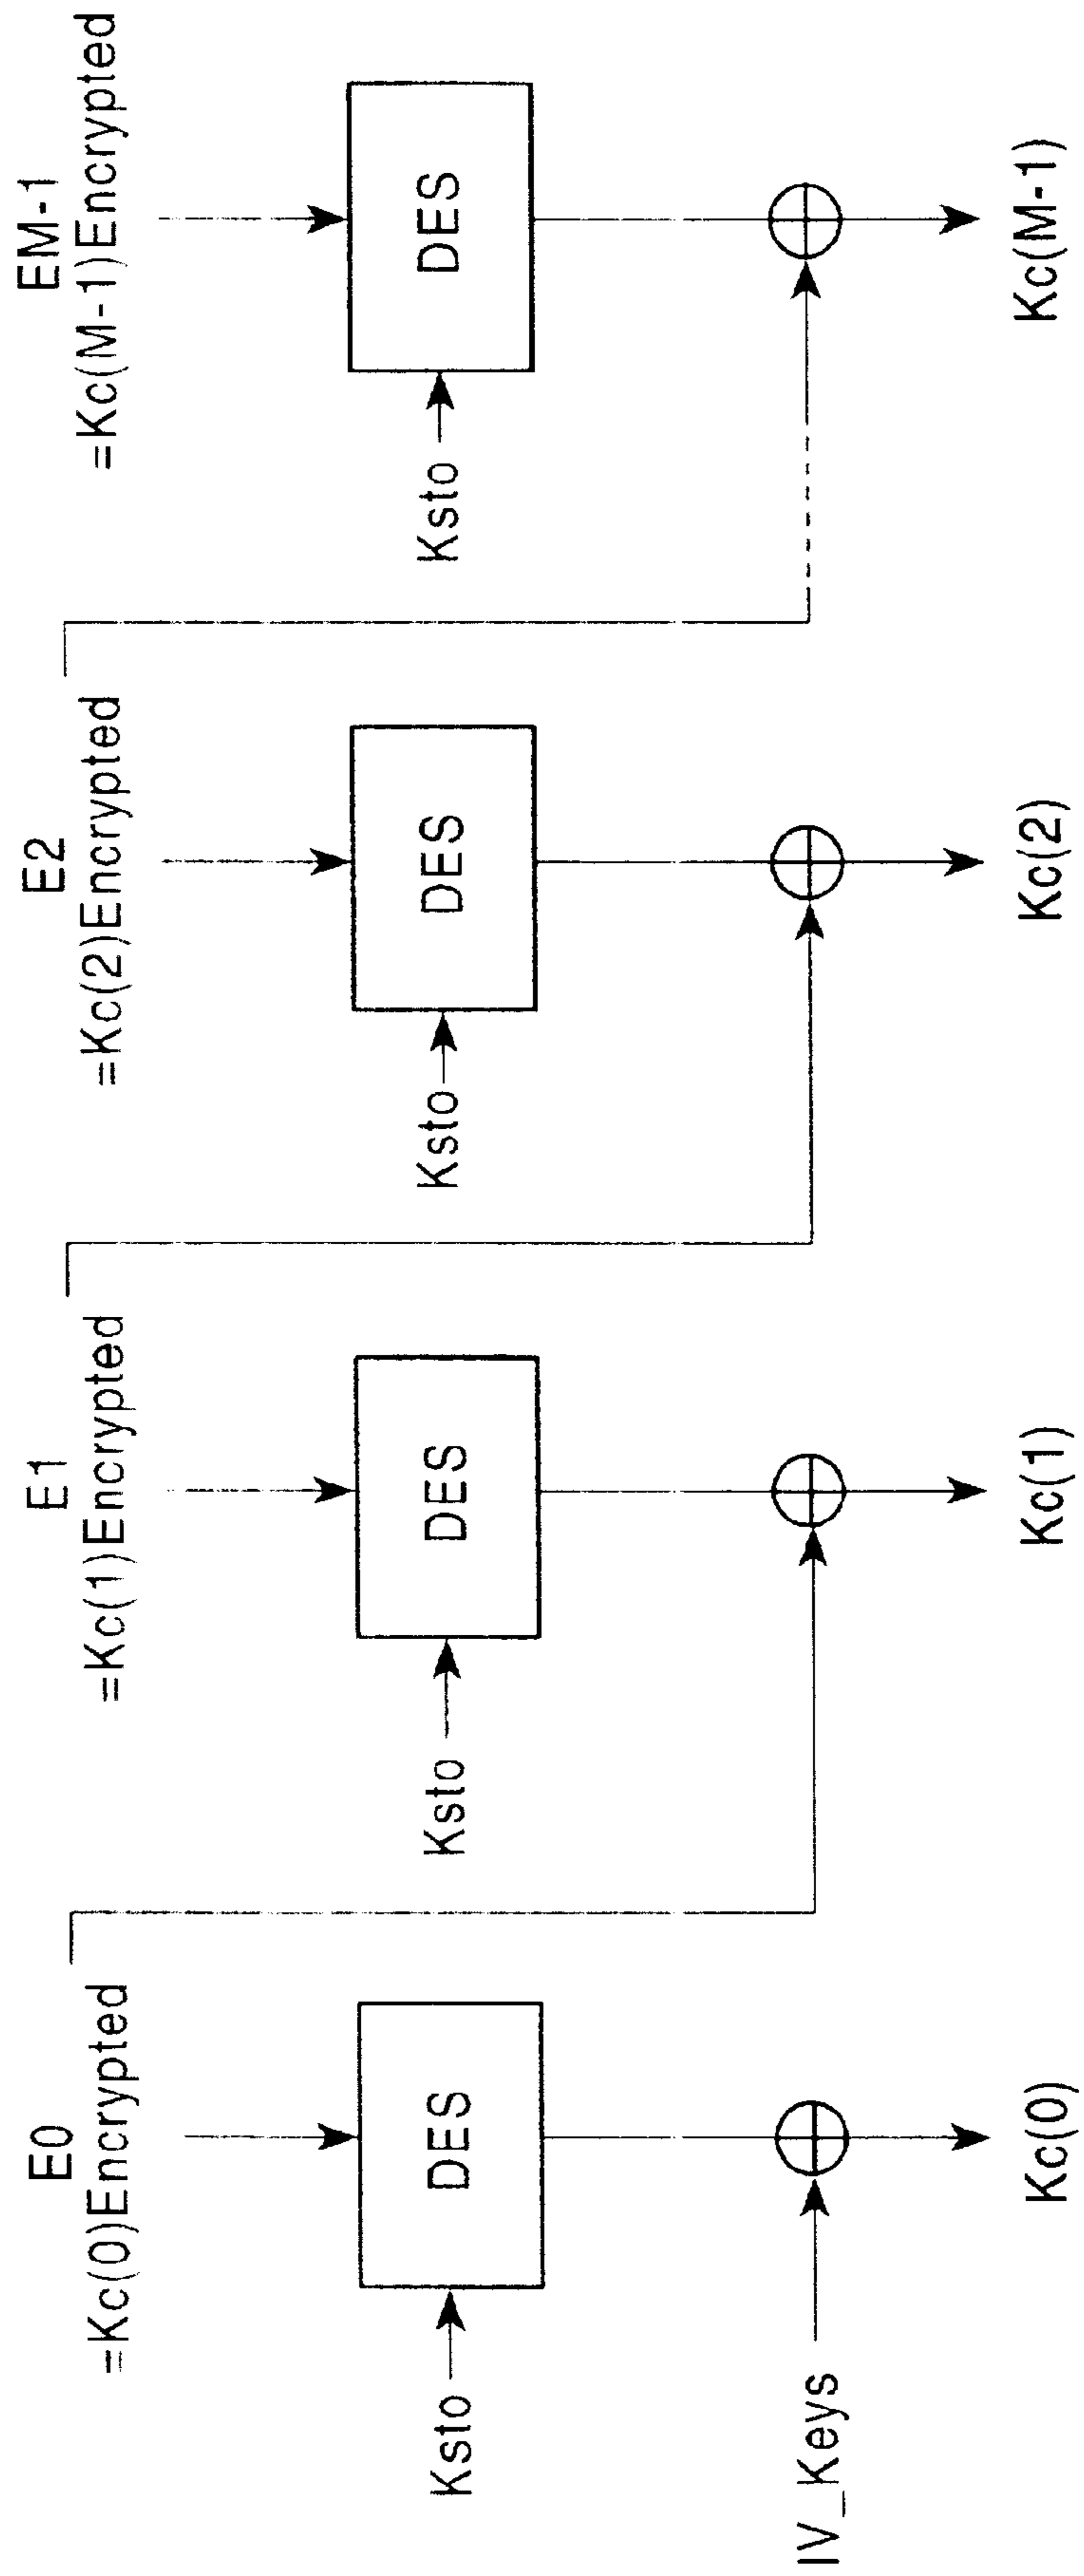 E0
=Kc(0)Encrypted
Ksto
DES
IV_Keys
Kc(0)
E1
=Kc(1)Encrypted
Ksto
DES
Kc(1)
E2
=Kc(2)Encrypted
Ksto
DES
Kc(2)
EM-1
=Kc(M-1)Encrypted
Ksto
DES
Kc(M-1)